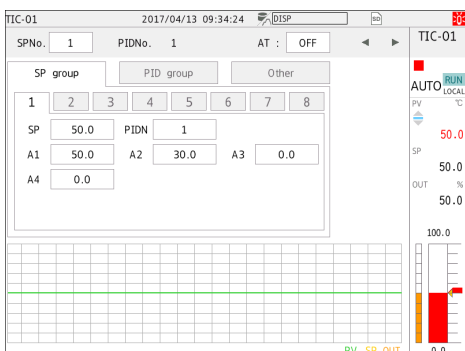 TIC-01 2017/04/13 09:34:24 DISP SD
SPNo. 1 PIDNo. 1 AT : OFF
TIC-01
SP group PID group Other
AUTO RUN
LOCAL
1 2 3 4 5 6 7 8
PV ℃
50.0
SP 50.0 PIDN 1
A1 50.0 A2 30.0 A3 0.0
A4 0.0
SP
50.0
OUT %
50.0
100.0
PV SP OUT
0.0